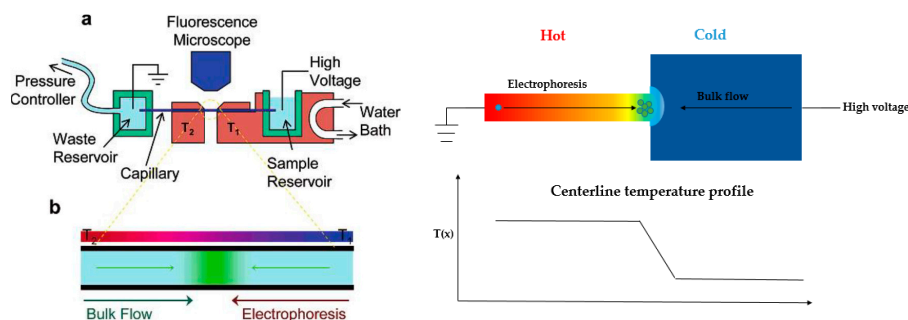 a
Fluorescence
Microscope
High
Voltage
Pressure
Controller
Water
Bath
T₂
T₁
Waste
Reservoir
Capillary
Sample
Reservoir
b
T₂
T₁
Bulk Flow
Electrophoresis
Hot
Cold
Electrophoresis
Bulk flow
High voltage
Centerline temperature profile
T(x)